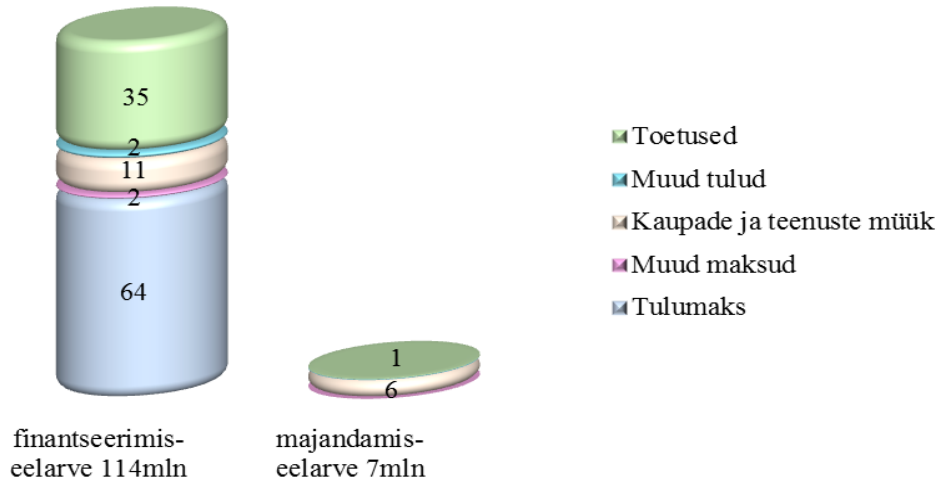 35
2
11
2
64
1
6
Toetused
Muud tulud
Kaupade ja teenuste müük
Muud maksud
Tulumaks
finantseerimis-
eelarve 114mln
majandamis-
eelarve 7mln